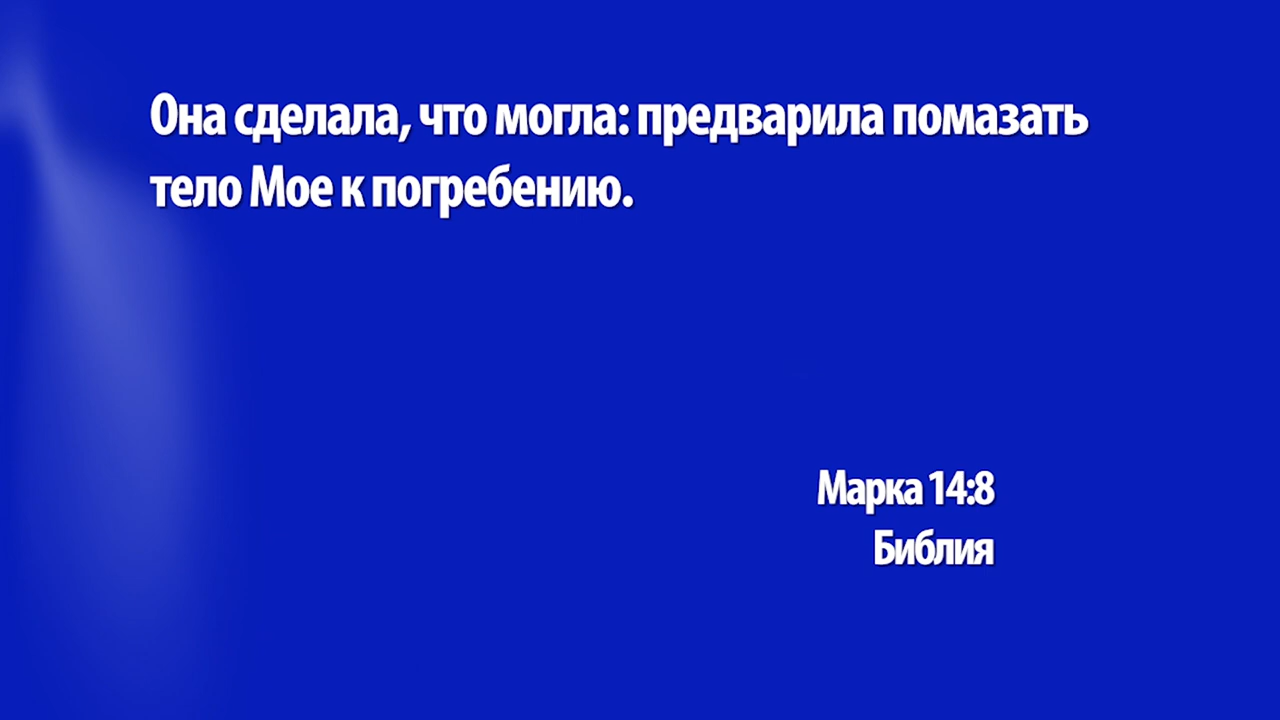 Она сделала, что могла: предварила помазать
тело Мое к погребению.
Марка 14:8
Библия